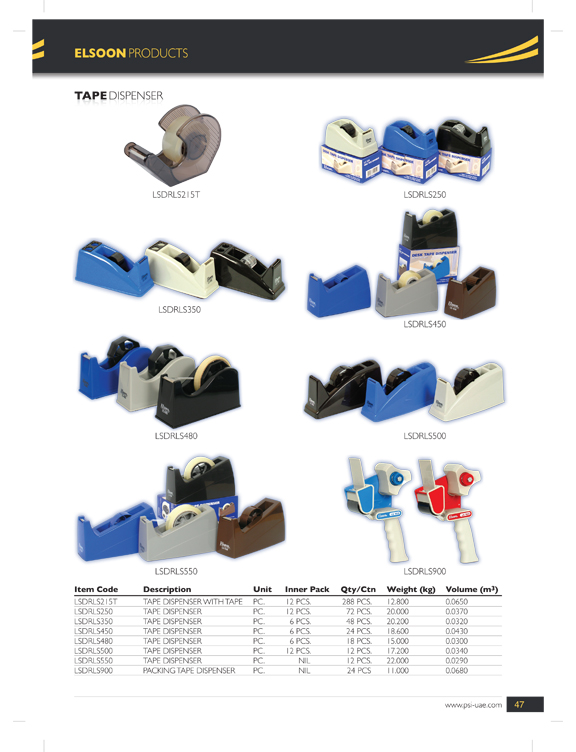 ELSOON PRODUCTS
TAPE DISPENSER
LSDRLS215T
LSDRLS250
LSDRLS350
LSDRLS450
LSDRLS480
LSDRLS500
LSDRLS550
LSDRLS900
Item Code Description Unit Inner Pack Qty/Ctn Weight (kg) Volume (m³)
LSDRLS215T TAPE DISPENSER WITH TAPE PC. 12 PCS. 288 PCS. 12.800 0.0650
LSDRLS250 TAPE DISPENSER PC. 12 PCS. 72 PCS. 20.000 0.0370
LSDRLS350 TAPE DISPENSER PC. 6 PCS. 48 PCS. 20.200 0.0320
LSDRLS450 TAPE DISPENSER PC. 6 PCS. 24 PCS. 18.600 0.0430
LSDRLS480 TAPE DISPENSER PC. 6 PCS. 18 PCS. 15.000 0.0300
LSDRLS500 TAPE DISPENSER PC. 12 PCS. 12 PCS. 17.200 0.0340
LSDRLS550 TAPE DISPENSER PC. NIL 12 PCS. 22.000 0.0290
LSDRLS900 PACKING TAPE DISPENSER PC. NIL 24 PCS 11.000 0.0680
www.psi-uae.com 47